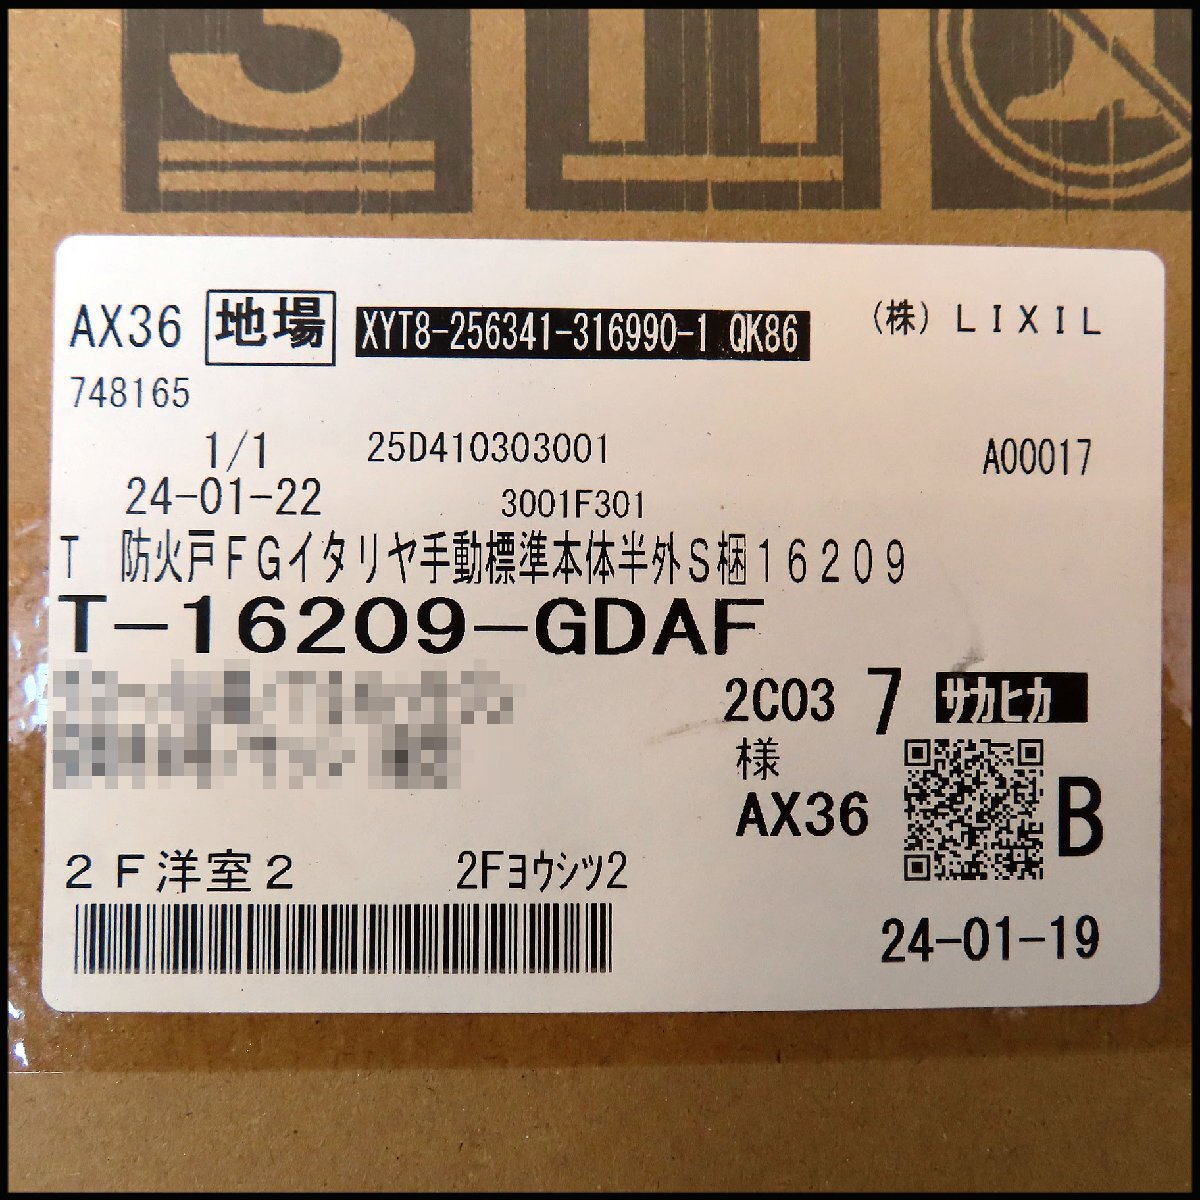 AX36 地場 XYT8-256341-316990-1 QK86 (株)LIXIL
748165
1/1 25D410303001 A00017
24-01-22 3001F301
T 防火戸FGイタリヤ手動標準本体半外S梱16209
T-16209-GDAF
2C03 7 サカヒカ
様
AX36 B
2F洋室2 2Fヨウシツ2
24-01-19